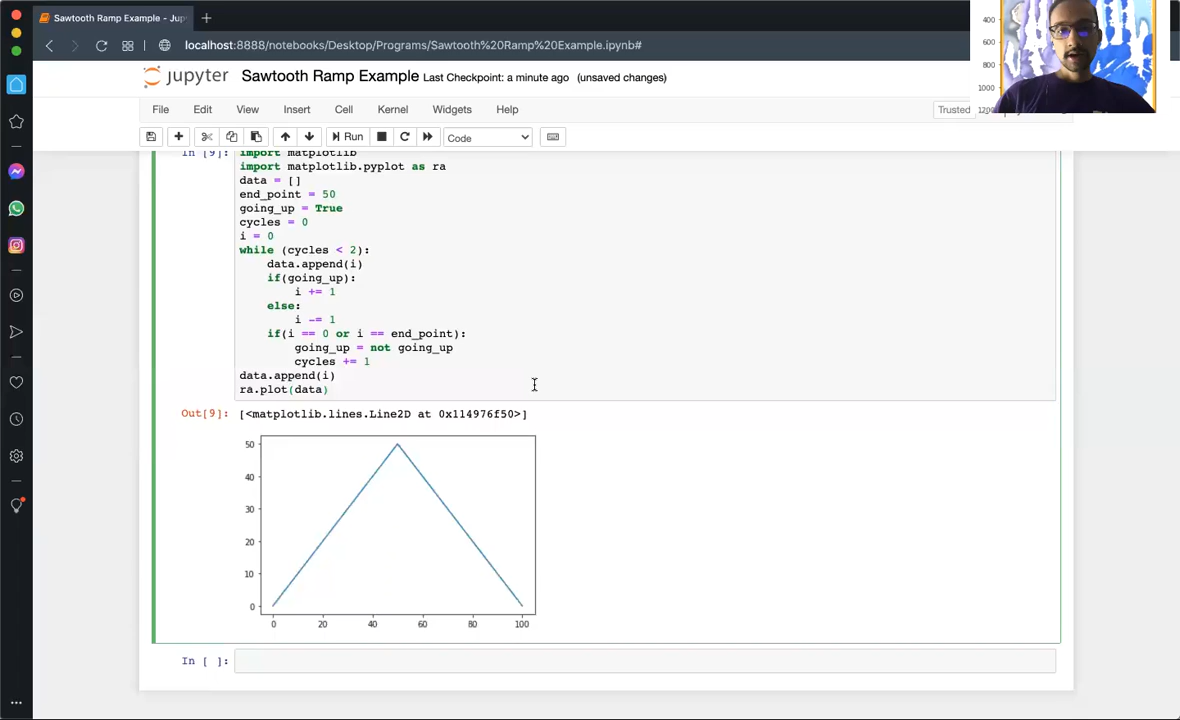 Sawtooth Ramp Example - Jup
localhost:8888/notebooks/Desktop/Programs/Sawtooth%20Ramp%20Example.ipynb#
jupyter Sawtooth Ramp Example Last Checkpoint: a minute ago (unsaved changes)
File Edit View Insert Cell Kernel Widgets Help Trusted
Run Code
400
600
800
1000
In [9]: import matplotlib
import matplotlib.pyplot as ra
data = []
end_point = 50
going_up = True
cycles = 0
i = 0
while (cycles < 2):
    data.append(i)
    if(going_up):
        i += 1
    else:
        i -= 1
    if(i == 0 or i == end_point):
        going_up = not going_up
        cycles += 1
data.append(i)
ra.plot(data)
Out[9]: [<matplotlib.lines.Line2D at 0x114976f50>]
50
40
30
20
10
0
0 20 40 60 80 100
In [ ]: